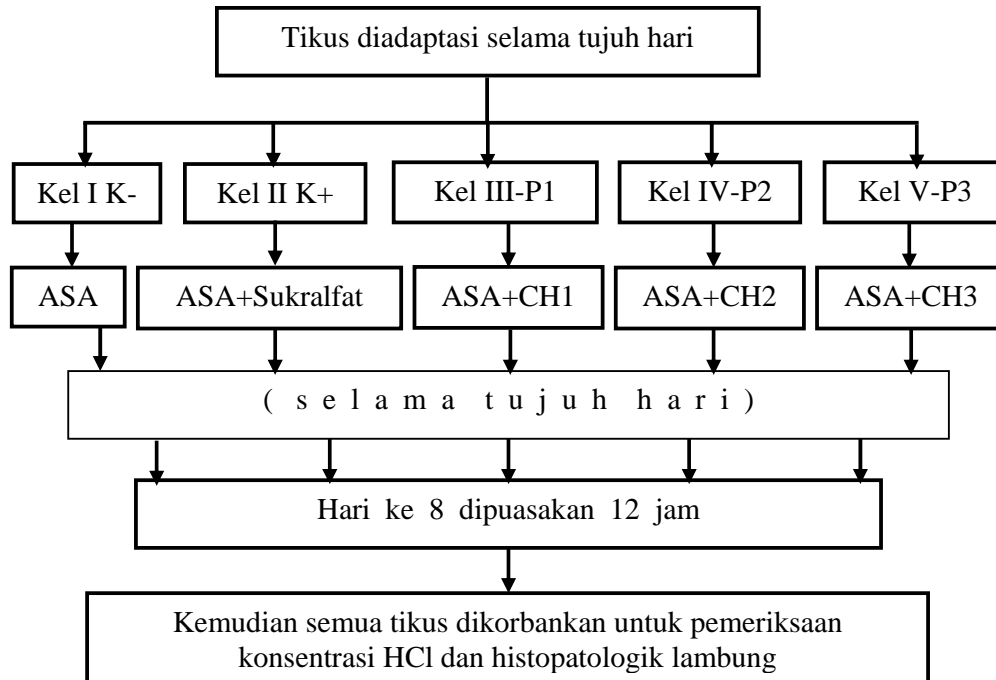 Tikus diadaptasi selama tujuh hari
Kel I K-
Kel II K+
Kel III-P1
Kel IV-P2
Kel V-P3
ASA
ASA+Sukralfat
ASA+CH1
ASA+CH2
ASA+CH3
( s e l a m a t u j u h h a r i )
Hari ke 8 dipuasakan 12 jam
Kemudian semua tikus dikorbankan untuk pemeriksaan
konsentrasi HCl dan histopatologik lambung